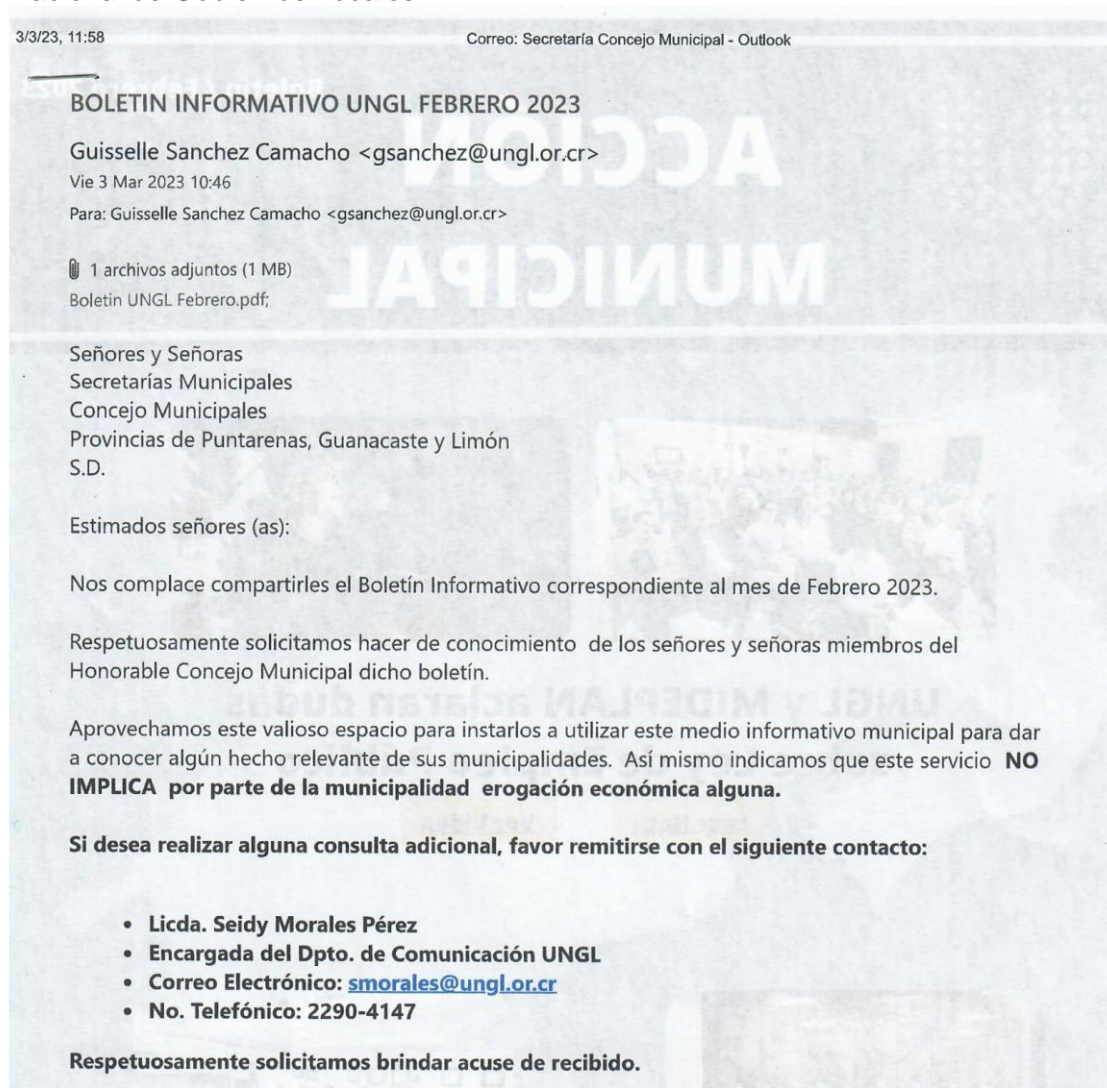 3/3/23, 11:58
Correo: Secretaría Concejo Municipal - Outlook
Boletín / Febrero 2023
BOLETIN INFORMATIVO UNGL FEBRERO 2023
ACCIÓN
Guisselle Sanchez Camacho <gsanchez@ungl.or.cr>
Vie 3 Mar 2023 10:46
Para: Guisselle Sanchez Camacho <gsanchez@ungl.or.cr>
MUNICIPAL
1 archivos adjuntos (1 MB)
Boletin UNGL Febrero.pdf;
Señores y Señoras
Secretarías Municipales
Concejo Municipales
Provincias de Puntarenas, Guanacaste y Limón
S.D.
Estimados señores (as):
Nos complace compartirles el Boletín Informativo correspondiente al mes de Febrero 2023.
Respetuosamente solicitamos hacer de conocimiento de los señores y señoras miembros del
Honorable Concejo Municipal dicho boletín.
UNGL y MIDEPLAN aclaran dudas
Aprovechamos este valioso espacio para instarlos a utilizar este medio informativo municipal para dar
a conocer algún hecho relevante de sus municipalidades. Así mismo indicamos que este servicio NO
IMPLICA por parte de la municipalidad erogación económica alguna.
Si desea realizar alguna consulta adicional, favor remitirse con el siguiente contacto:
• Licda. Seidy Morales Pérez
• Encargada del Dpto. de Comunicación UNGL
• Correo Electrónico: smorales@ungl.or.cr
• No. Telefónico: 2290-4147
Respetuosamente solicitamos brindar acuse de recibido.